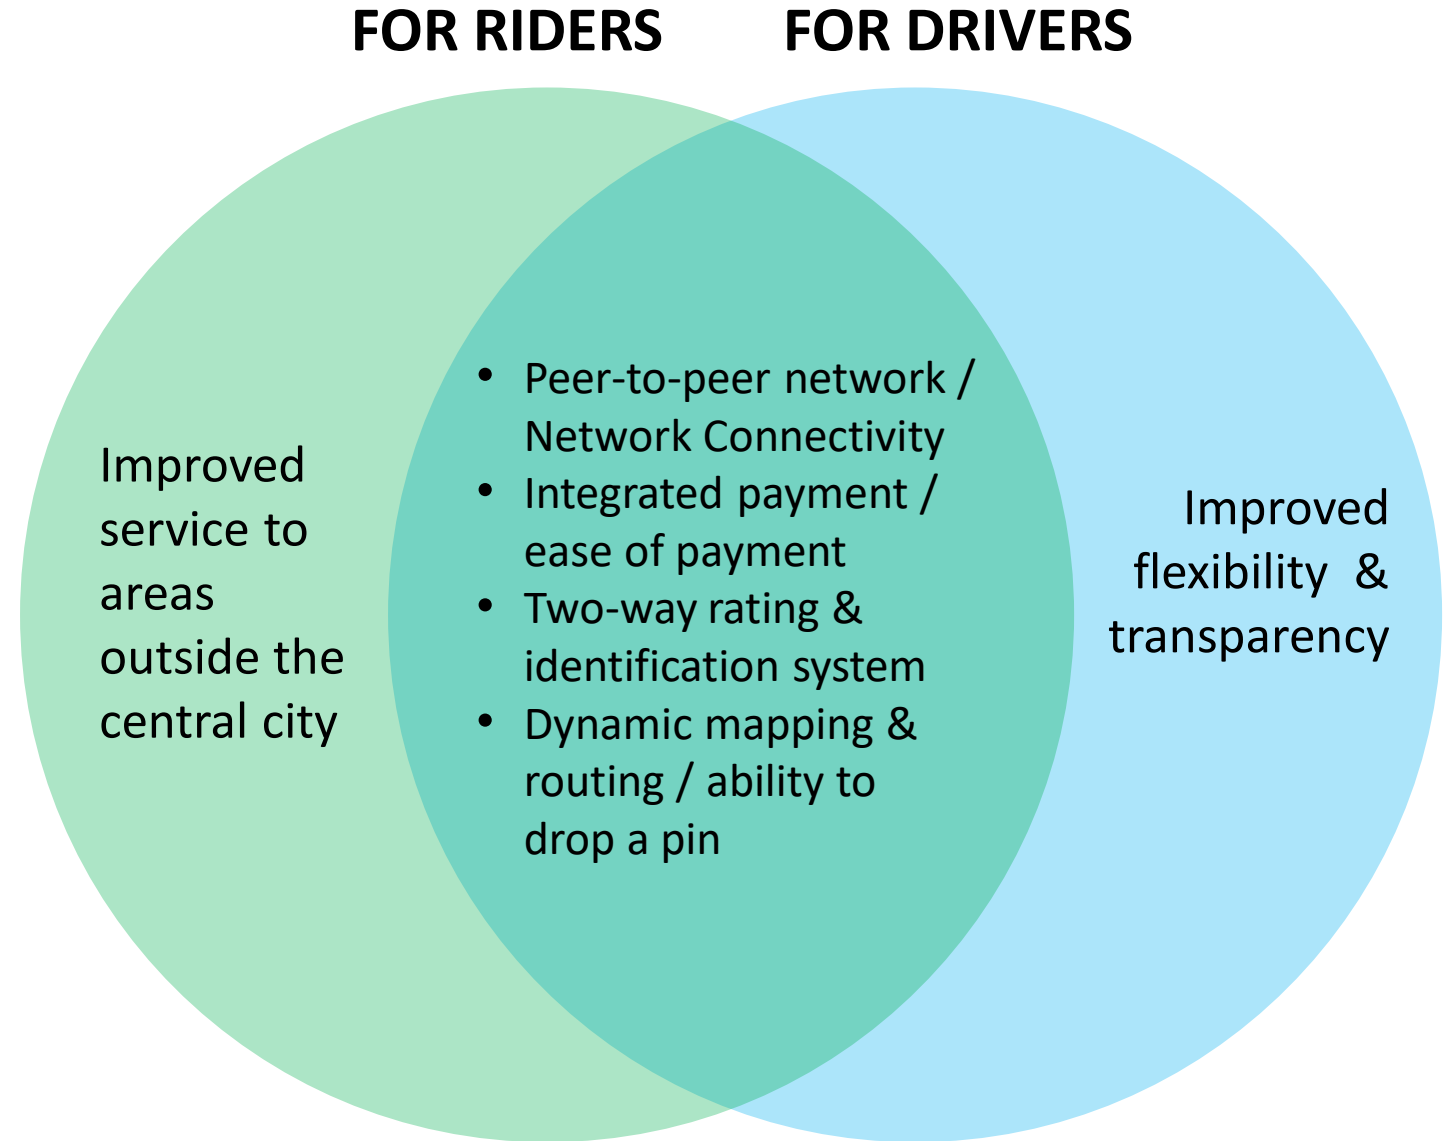 FOR RIDERS
FOR DRIVERS
Improved
service to
areas
outside the
central city
• Peer-to-peer network /
Network Connectivity
• Integrated payment /
ease of payment
• Two-way rating &
identification system
• Dynamic mapping &
routing / ability to
drop a pin
Improved
flexibility  &
transparency